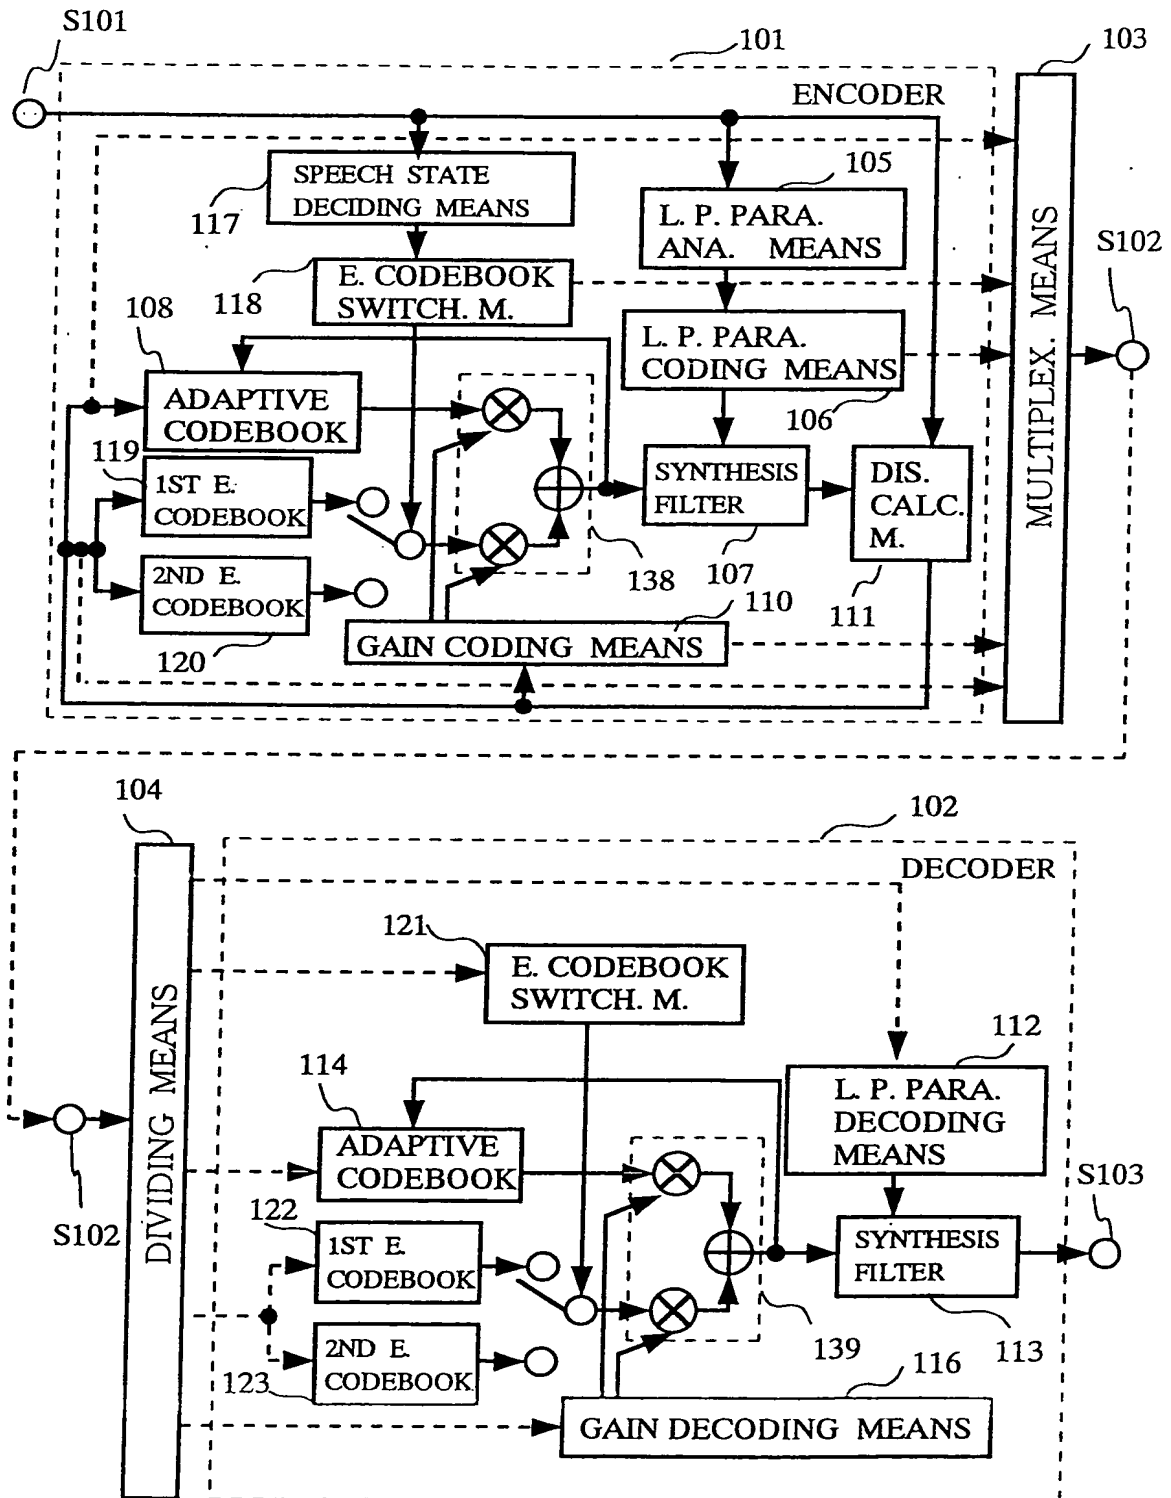 S101
101
103
ENCODER
SPEECH STATE
DECIDING MEANS
117
105
L. P. PARA.
ANA. MEANS
S102
118
E. CODEBOOK
SWITCH. M.
108
L. P. PARA.
CODING MEANS
106
MULTIPLEX. MEANS
ADAPTIVE
CODEBOOK
119
1ST E.
CODEBOOK
SYNTHESIS
FILTER
DIS.
CALC.
M.
2ND E.
CODEBOOK
138
107
111
120
110
GAIN CODING MEANS
104
102
DECODER
121
E. CODEBOOK
SWITCH. M.
DIVIDING MEANS
112
L. P. PARA.
DECODING
MEANS
114
ADAPTIVE
CODEBOOK
S102
S103
122
1ST E.
CODEBOOK
SYNTHESIS
FILTER
113
2ND E.
CODEBOOK
123
139
116
GAIN DECODING MEANS